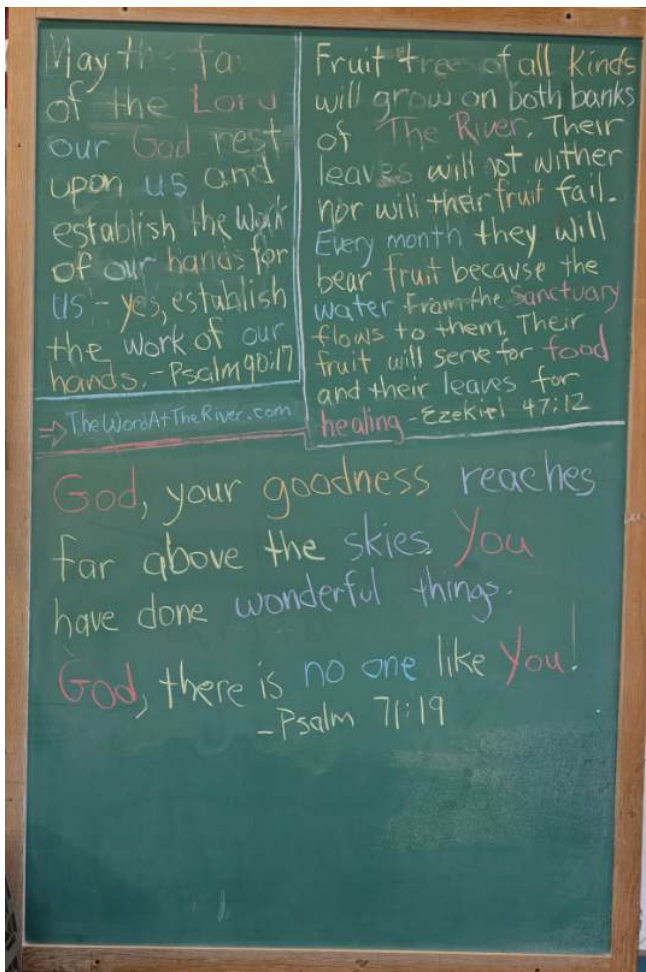 May the fa
of the Lord
our God rest
upon us and
establish the work
of our hands for
us - yes, establish
the work of our
hands. - Psalm 90:17
→ TheWordAtTheRiver.com
Fruit tree of all kinds
will grow on both banks
of The River. Their
leaves will not wither
nor will their fruit fail.
Every month they will
bear fruit because the
water from the sanctuary
flows to them. Their
fruit will serve for food
and their leaves for
healing - Ezekiel 47:12
God, your goodness reaches
far above the skies. You
have done wonderful things.
God, there is no one like You!
- Psalm 71:19